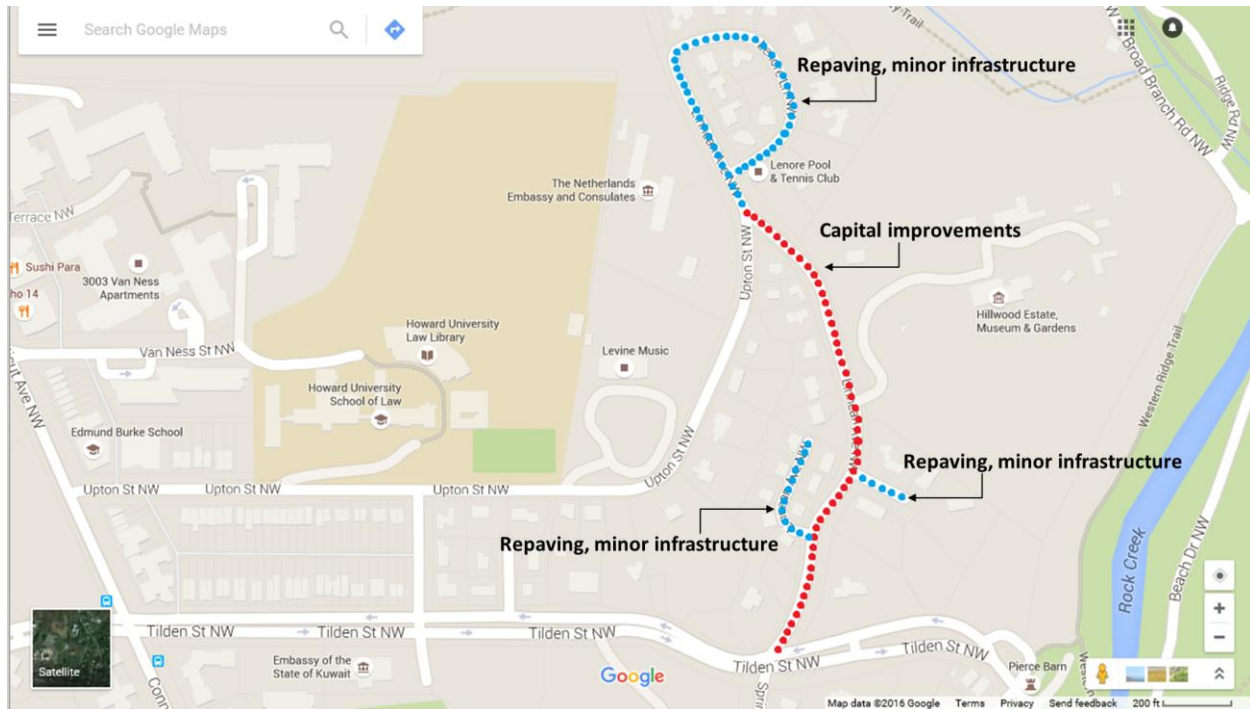 Search Google Maps
Repaving, minor infrastructure
Broad Branch Rd NW
Ridge Rd NW
Lenore Pool
& Tennis Club
The Netherlands
Embassy and Consulates
Terrace NW
Capital improvements
Sushi Para
3003 Van Ness
Apartments
ho 14
Upton St NW
Hillwood Estate,
Museum & Gardens
Western Ridge Trail
Howard University
Law Library
Van Ness St NW
Levine Music
Howard University
School of Law
Edmund Burke School
Repaving, minor infrastructure
Upton St NW
Upton St NW
Upton St NW
Upton St NW
Repaving, minor infrastructure
Rock Creek
Beach Dr NW
Tilden St NW
Tilden St NW
Tilden St NW
Tilden St NW
Tilden St NW
Embassy of the
State of Kuwait
Pierce Barn
Satellite
Google
Map data ©2016 Google Terms Privacy Send feedback 200 ft